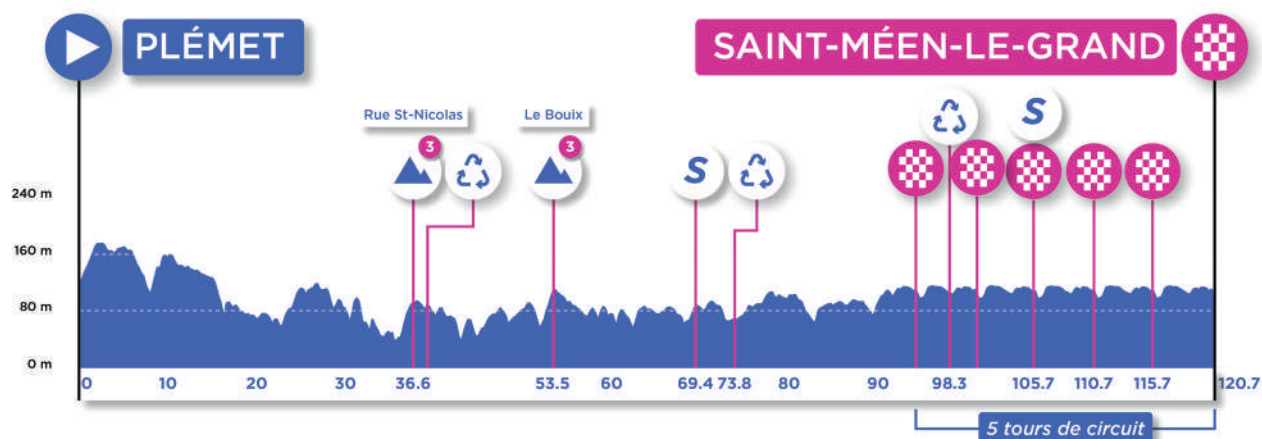 PLÉMET
SAINT-MÉEN-LE-GRAND
Rue St-Nicolas
Le Bouix
3
3
S
S
240 m
160 m
80 m
0 m
0 10 20 30 36.6 53.5 60 69.4 73.8 80 90 98.3 105.7 110.7 115.7 120.7
5 tours de circuit